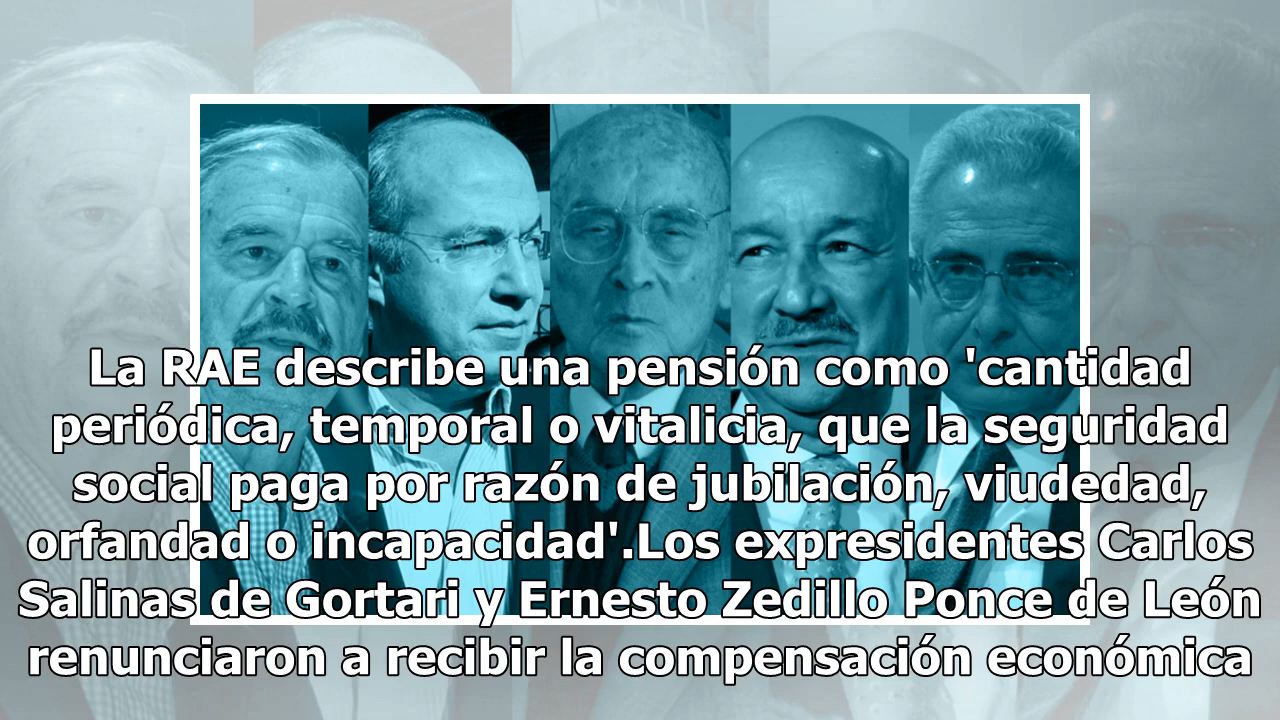 La RAE describe una pensión como 'cantidad
periódica, temporal o vitalicia, que la seguridad
social paga por razón de jubilación, viudedad,
orfandad o incapacidad'.Los expresidentes Carlos
Salinas de Gortari y Ernesto Zedillo Ponce de León
renunciaron a recibir la compensación económica